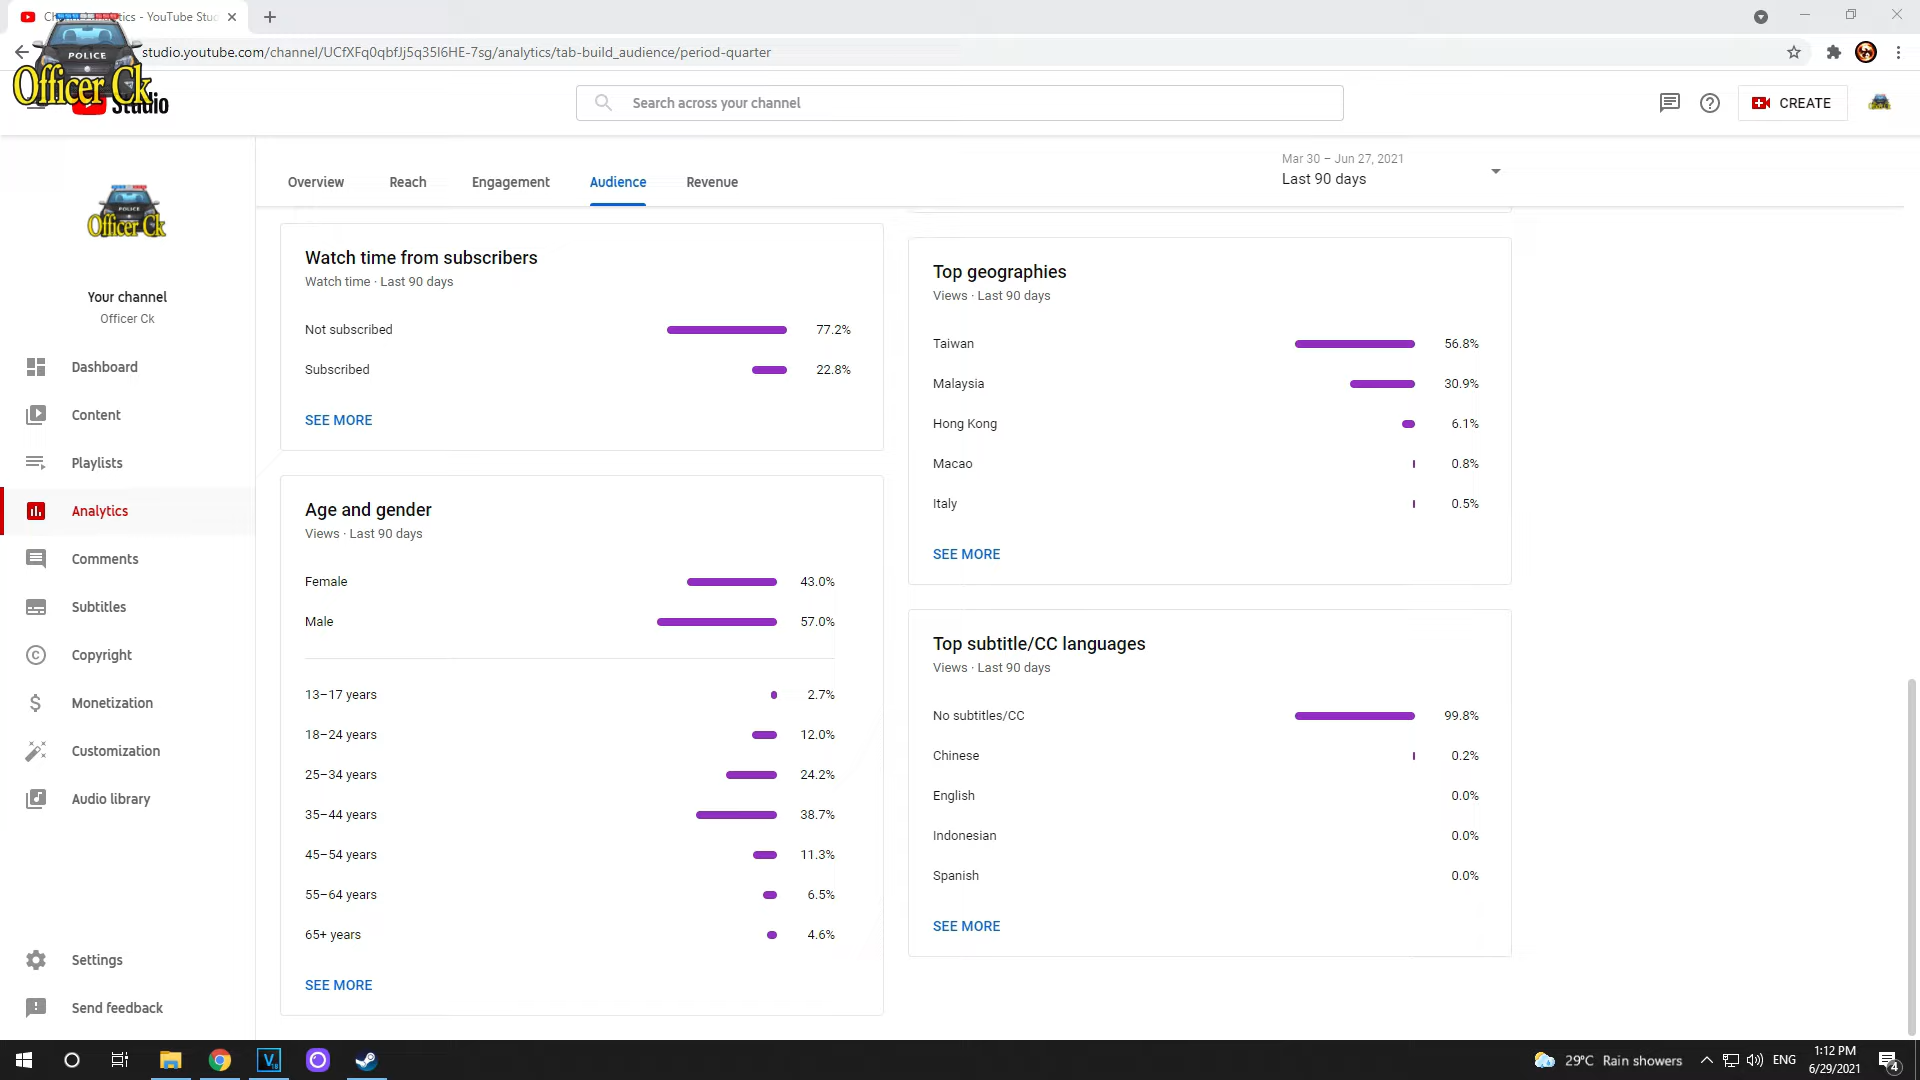 Analytics - YouTube Stu
studio.youtube.com/channel/UCfXFq0qbfJj5q35I6HE-7sg/analytics/tab-build_audience/period-quarter
POLICE
Officer Ck
Studio
Search across your channel
CREATE
Overview
Reach
Engagement
Audience
Revenue
Mar 30 – Jun 27, 2021
Last 90 days
POLICE
Officer Ck
Your channel
Officer Ck
Dashboard
Content
Playlists
Analytics
Comments
Subtitles
Copyright
Monetization
Customization
Audio library
Settings
Send feedback
Watch time from subscribers
Watch time · Last 90 days
Not subscribed 77.2%
Subscribed 22.8%
SEE MORE
Age and gender
Views · Last 90 days
Female 43.0%
Male 57.0%
13–17 years 2.7%
18–24 years 12.0%
25–34 years 24.2%
35–44 years 38.7%
45–54 years 11.3%
55–64 years 6.5%
65+ years 4.6%
SEE MORE
Top geographies
Views · Last 90 days
Taiwan 56.8%
Malaysia 30.9%
Hong Kong 6.1%
Macao 0.8%
Italy 0.5%
SEE MORE
Top subtitle/CC languages
Views · Last 90 days
No subtitles/CC 99.8%
Chinese 0.2%
English 0.0%
Indonesian 0.0%
Spanish 0.0%
SEE MORE
29°C Rain showers
ENG
1:12 PM
6/29/2021
4